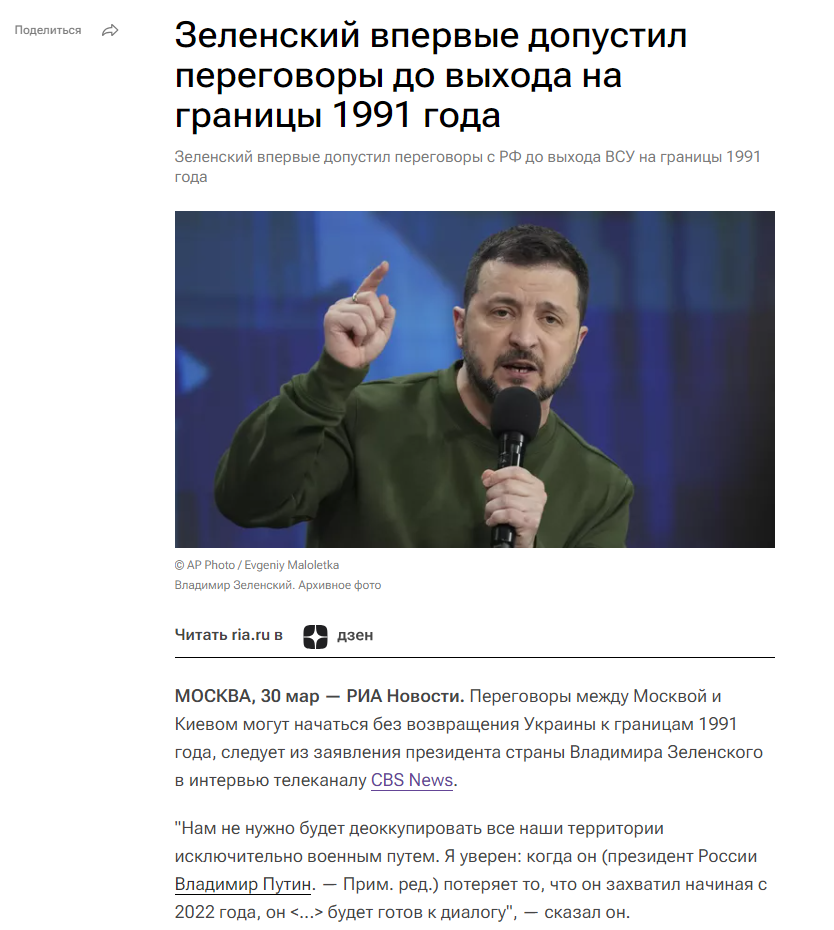 Поделиться
Зеленский впервые допустил
переговоры до выхода на
границы 1991 года
Зеленский впервые допустил переговоры с РФ до выхода ВСУ на границы 1991
года
© AP Photo / Evgeniy Maloletka
Владимир Зеленский. Архивное фото
Читать ria.ru в дзен
МОСКВА, 30 мар — РИА Новости. Переговоры между Москвой и
Киевом могут начаться без возвращения Украины к границам 1991
года, следует из заявления президента страны Владимира Зеленского
в интервью телеканалу CBS News.
"Нам не нужно будет деоккупировать все наши территории
исключительно военным путем. Я уверен: когда он (президент России
Владимир Путин. — Прим. ред.) потеряет то, что он захватил начиная с
2022 года, он <...> будет готов к диалогу", — сказал он.